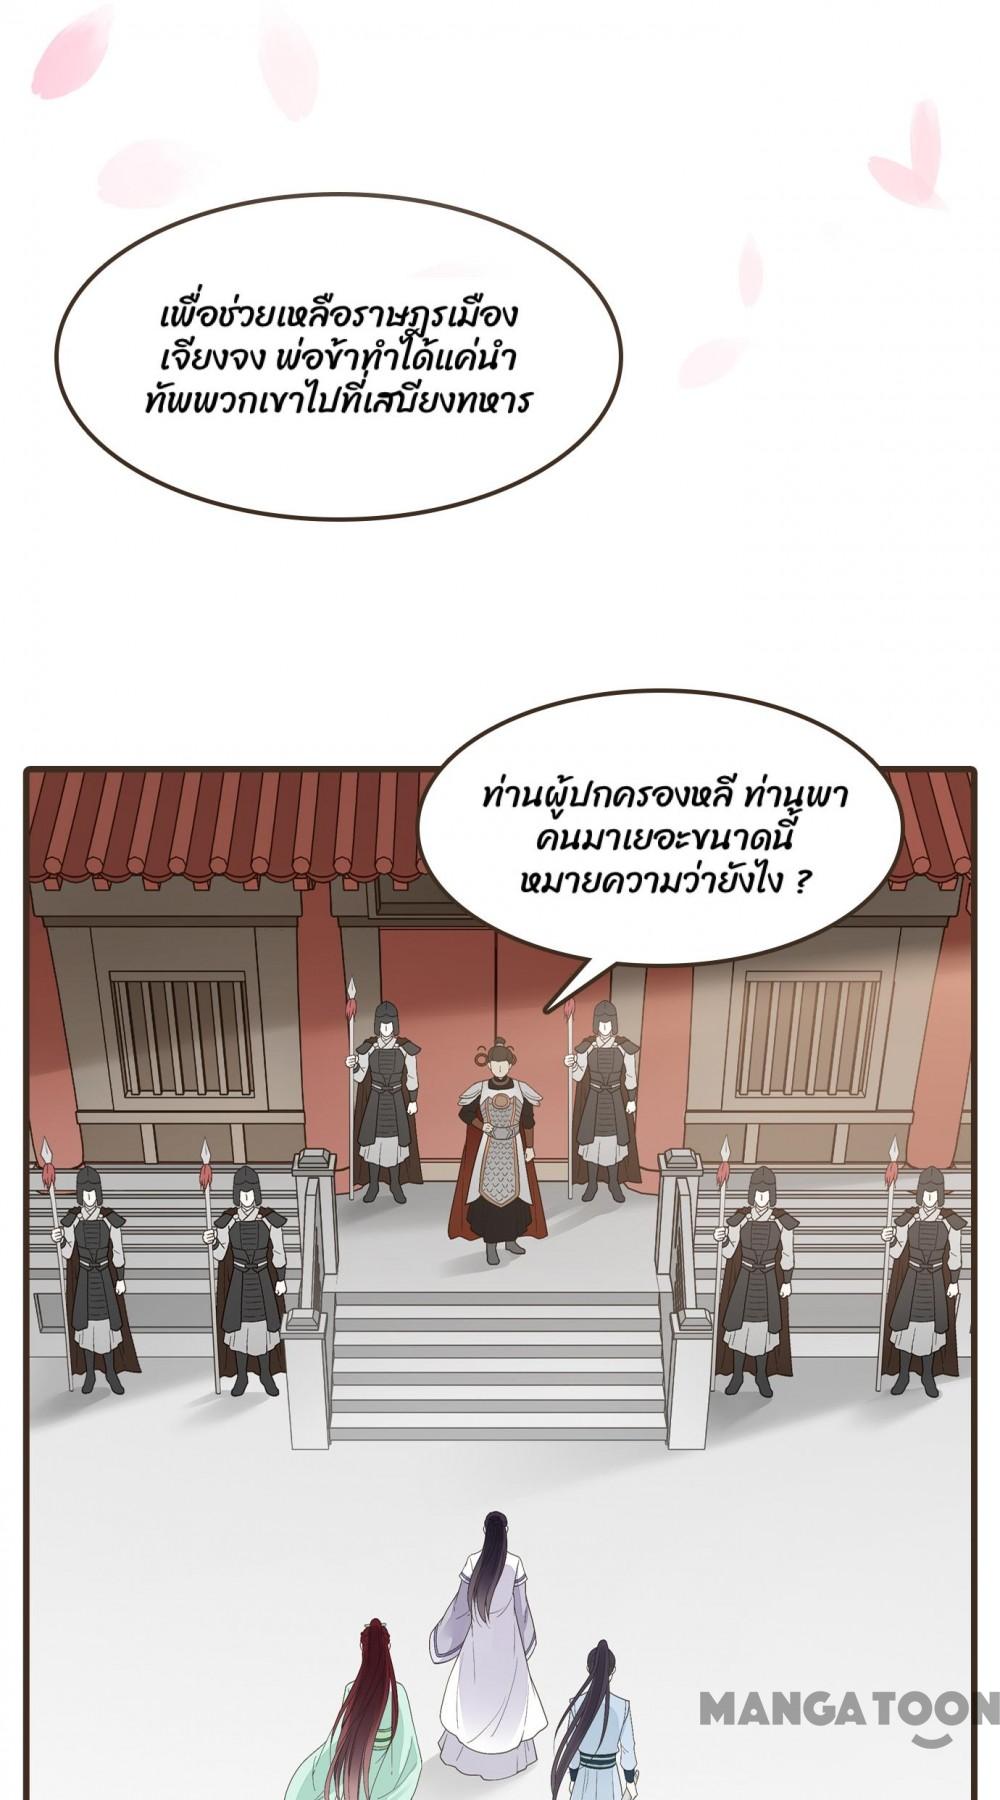 เพื่อช่วยเหลือราษฎรเมือง
เจียงจง พ่อข้าทำได้แค่นำ
ทัพพวกเขาไปที่เสบียงทหาร
ท่านผู้ปกครองหลี ท่านพา
คนมาเยอะขนาดนี้
หมายความว่ายังไง ?
MANGATOON